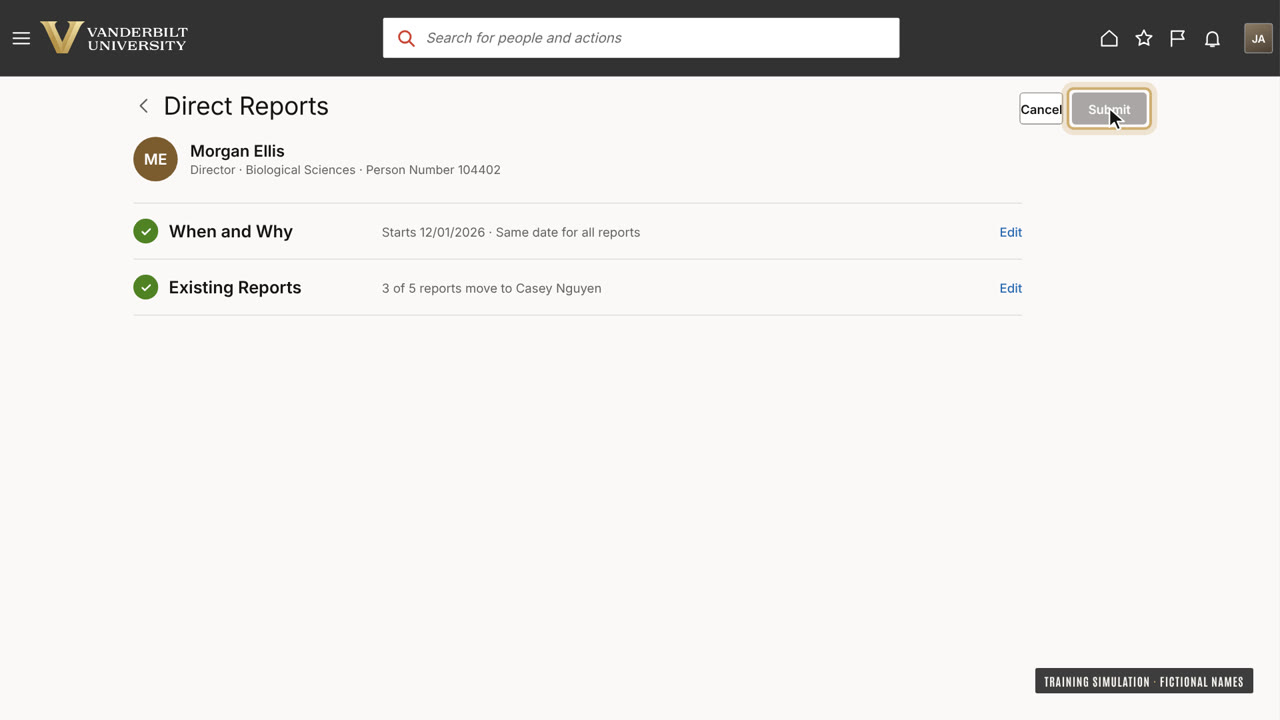 VANDERBILT
UNIVERSITY
Search for people and actions
JA
Direct Reports
Cancel
Submit
ME
Morgan Ellis
Director · Biological Sciences · Person Number 104402
When and Why
Starts 12/01/2026 · Same date for all reports
Edit
Existing Reports
3 of 5 reports move to Casey Nguyen
Edit
TRAINING SIMULATION · FICTIONAL NAMES